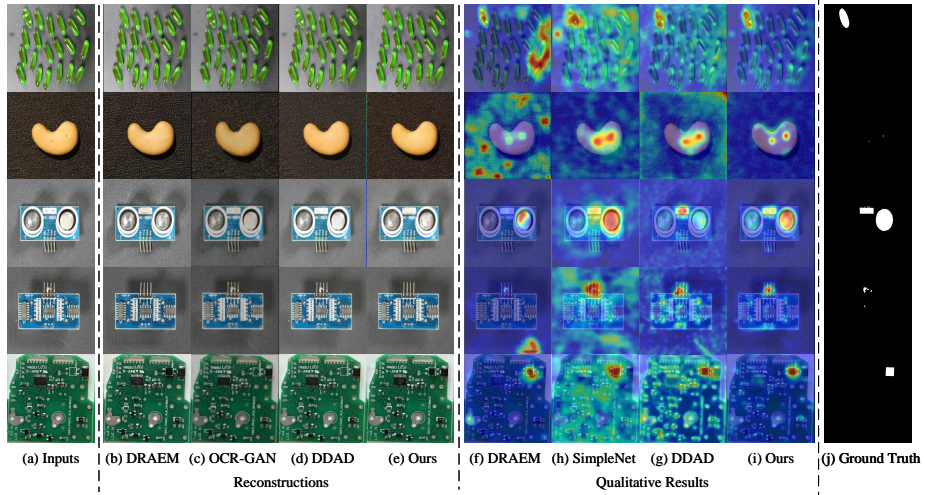 (a) Inputs (b) DRAEM (c) OCR-GAN (d) DDAD (e) Ours (f) DRAEM (h) SimpleNet (g) DDAD (i) Ours (j) Ground Truth
Reconstructions Qualitative Results